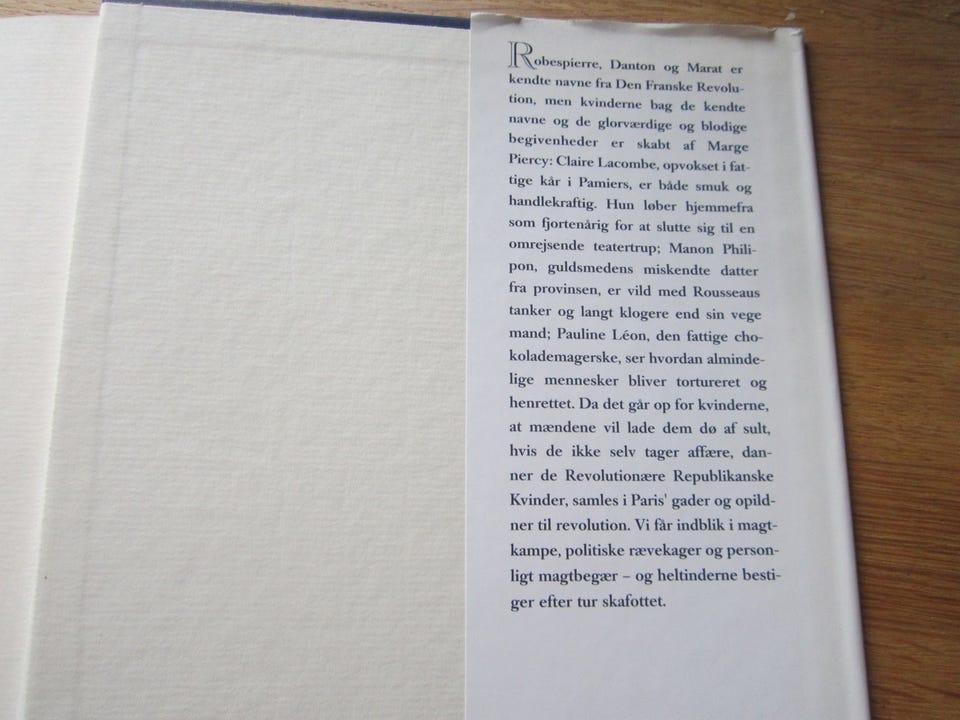 Robespierre, Danton og Marat er
kendte navne fra Den Franske Revolu-
tion, men kvinderne bag de kendte
navne og de glorværdige og blodige
begivenheder er skabt af Marge
Piercy: Claire Lacombe, opvokset i fat-
tige kår i Pamiers, er både smuk og
handlekraftig. Hun løber hjemmefra
som fjortenårig for at slutte sig til en
omrejsende teatertrup; Manon Phili-
pon, guldsmedens miskendte datter
fra provinsen, er vild med Rousseaus
tanker og langt klogere end sin vege
mand; Pauline Léon, den fattige cho-
kolademagerske, ser hvordan alminde-
lige mennesker bliver tortureret og
henrettet. Da det går op for kvinderne,
at mændene vil lade dem dø af sult,
hvis de ikke selv tager affære, dan-
ner de Revolutionære Republikanske
Kvinder, samles i Paris' gader og opild-
ner til revolution. Vi får indblik i magt-
kampe, politiske rævekager og person-
ligt magtbegær – og heltinderne besti-
ger efter tur skafottet.